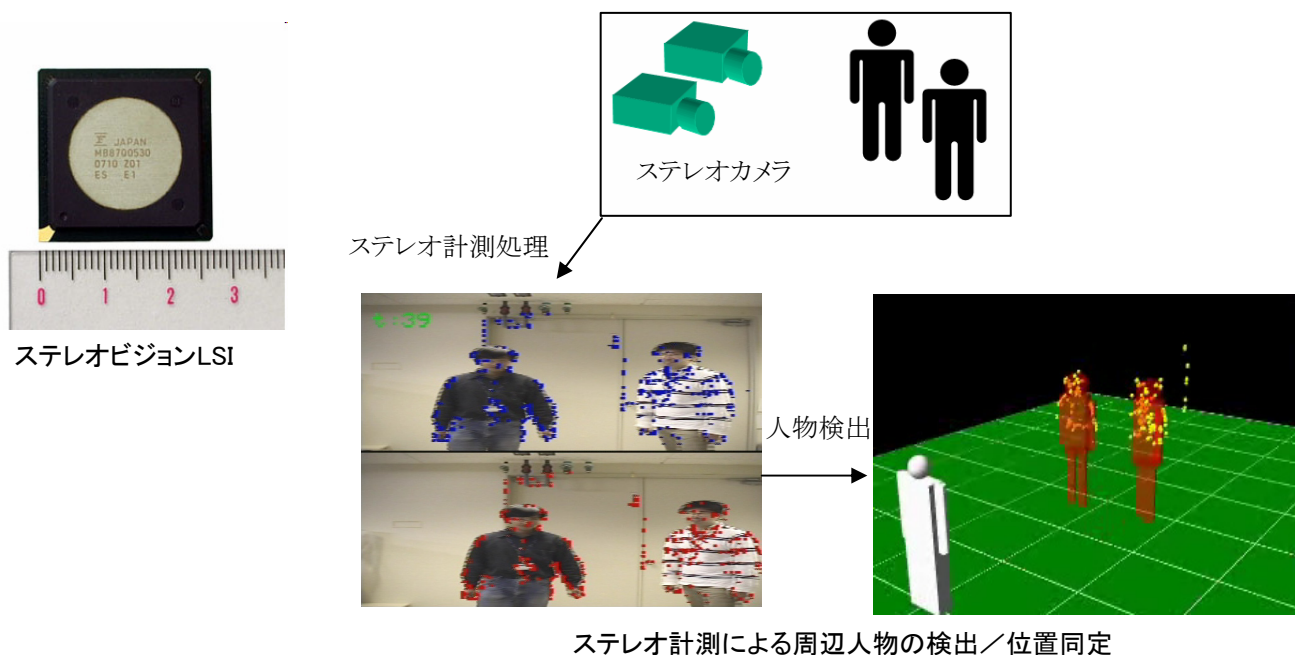 JAPAN
MB87Q0530
0710 Z01
ES E1
0 1 2 3
ステレオビジョンLSI
ステレオカメラ
ステレオ計測処理
t:39
人物検出
ステレオ計測による周辺人物の検出／位置同定